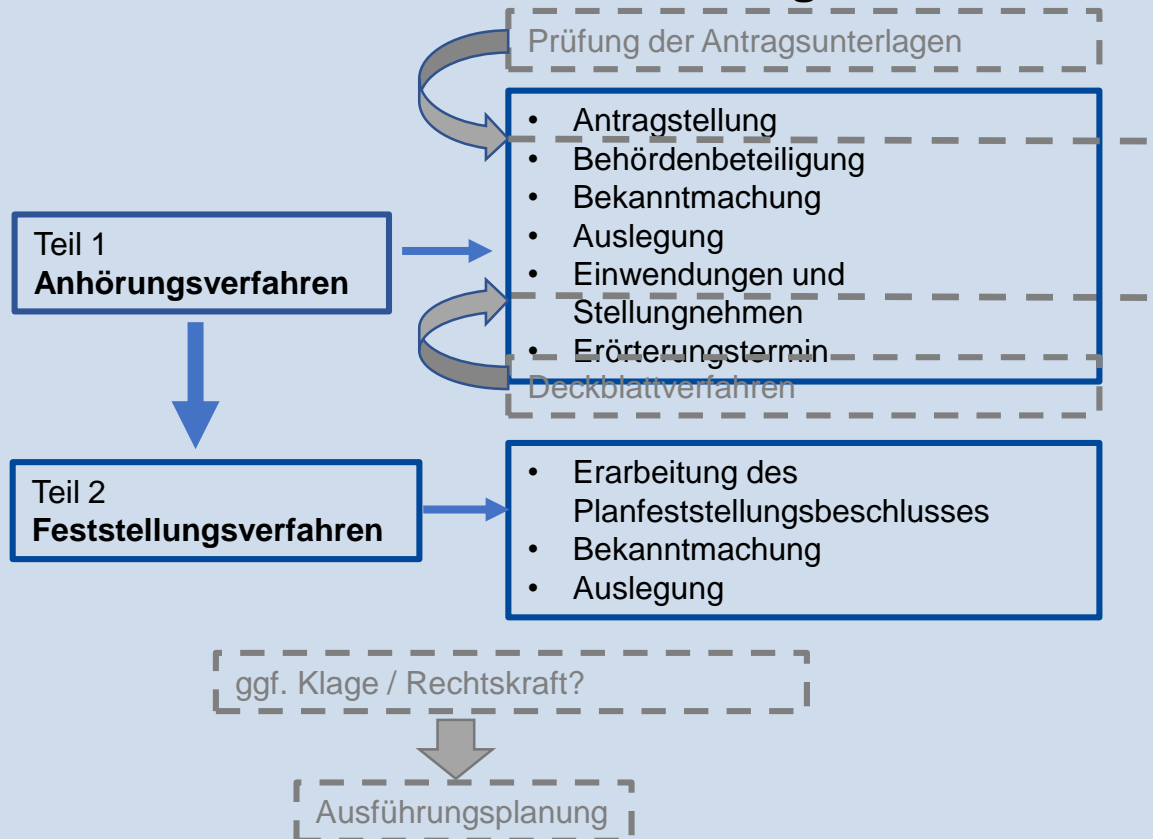 Prüfung der Antragsunterlagen
• Antragstellung
• Behördenbeteiligung
• Bekanntmachung
• Auslegung
• Einwendungen und
Stellungnehmen
• Erörterungstermin
Deckblattverfahren
Teil 1
Anhörungsverfahren
Teil 2
Feststellungsverfahren
• Erarbeitung des
Planfeststellungsbeschlusses
• Bekanntmachung
• Auslegung
ggf. Klage / Rechtskraft?
Ausführungsplanung